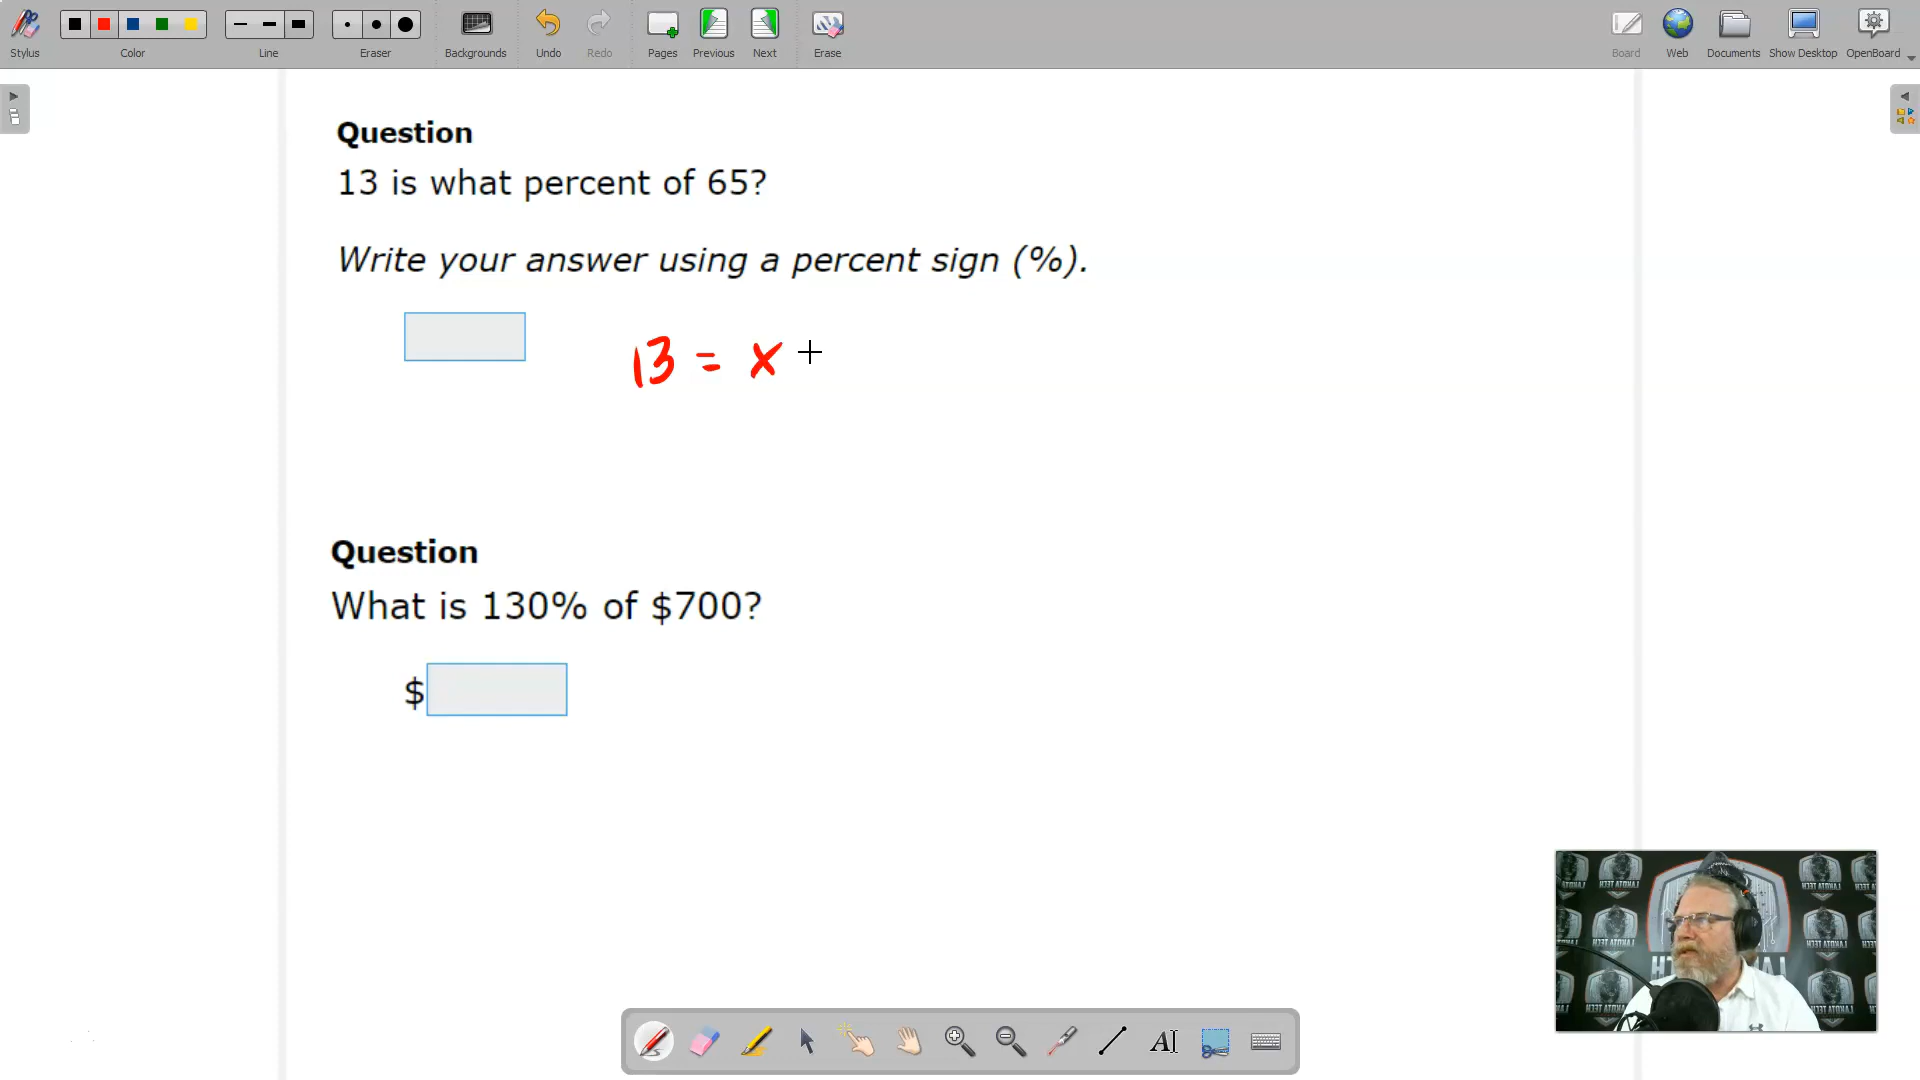 Stylus Color Line Eraser Backgrounds Undo Redo Pages Previous Next Erase Board Web Documents Show Desktop OpenBoard
Question
13 is what percent of 65?
Write your answer using a percent sign (%).
13 = x
Question
What is 130% of $700?
$
AI